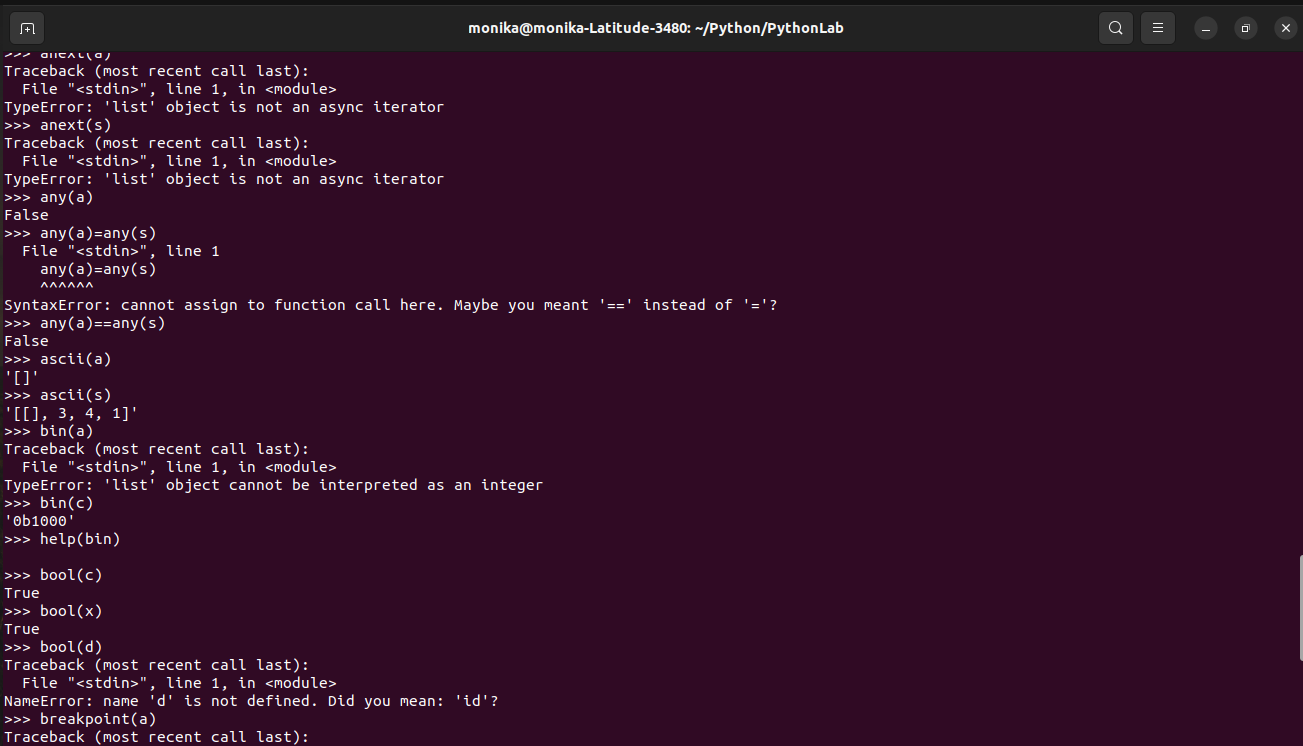 monika@monika-Latitude-3480: ~/Python/PythonLab
>>> anext(a)
Traceback (most recent call last):
  File "<stdin>", line 1, in <module>
TypeError: 'list' object is not an async iterator
>>> anext(s)
Traceback (most recent call last):
  File "<stdin>", line 1, in <module>
TypeError: 'list' object is not an async iterator
>>> any(a)
False
>>> any(a)=any(s)
  File "<stdin>", line 1
    any(a)=any(s)
    ^^^^^^
SyntaxError: cannot assign to function call here. Maybe you meant '==' instead of '='?
>>> any(a)==any(s)
False
>>> ascii(a)
'[]'
>>> ascii(s)
'[[], 3, 4, 1]'
>>> bin(a)
Traceback (most recent call last):
  File "<stdin>", line 1, in <module>
TypeError: 'list' object cannot be interpreted as an integer
>>> bin(c)
'0b1000'
>>> help(bin)

>>> bool(c)
True
>>> bool(x)
True
>>> bool(d)
Traceback (most recent call last):
  File "<stdin>", line 1, in <module>
NameError: name 'd' is not defined. Did you mean: 'id'?
>>> breakpoint(a)
Traceback (most recent call last):